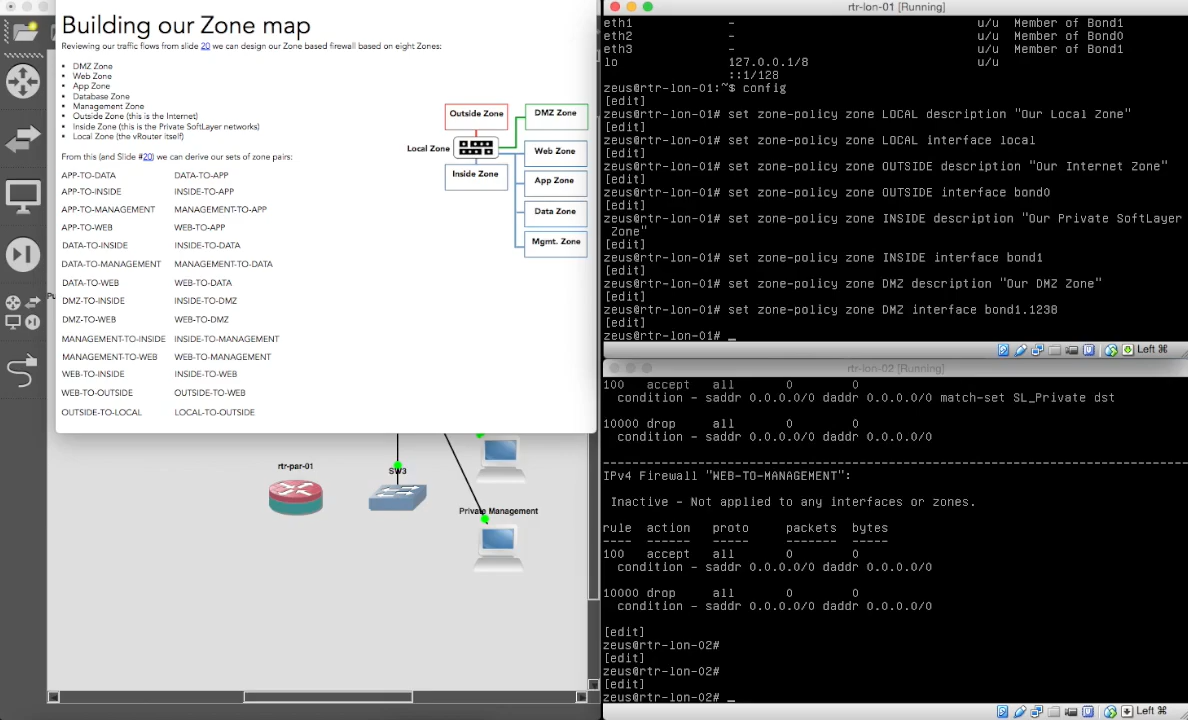 Building our Zone map
Reviewing our traffic flows from slide 20 we can design our Zone based firewall based on eight Zones:
▪ DMZ Zone
▪ Web Zone
▪ App Zone
▪ Database Zone
▪ Management Zone
▪ Outside Zone (this is the Internet)
▪ Inside Zone (this is the Private SoftLayer networks)
▪ Local Zone (the vRouter itself)
From this (and Slide #20) we can derive our sets of zone pairs:
APP-TO-DATA DATA-TO-APP
APP-TO-INSIDE INSIDE-TO-APP
APP-TO-MANAGEMENT MANAGEMENT-TO-APP
APP-TO-WEB WEB-TO-APP
DATA-TO-INSIDE INSIDE-TO-DATA
DATA-TO-MANAGEMENT MANAGEMENT-TO-DATA
DATA-TO-WEB WEB-TO-DATA
DMZ-TO-INSIDE INSIDE-TO-DMZ
DMZ-TO-WEB WEB-TO-DMZ
MANAGEMENT-TO-INSIDE INSIDE-TO-MANAGEMENT
MANAGEMENT-TO-WEB WEB-TO-MANAGEMENT
WEB-TO-INSIDE INSIDE-TO-WEB
WEB-TO-OUTSIDE OUTSIDE-TO-WEB
OUTSIDE-TO-LOCAL LOCAL-TO-OUTSIDE
Outside Zone
DMZ Zone
Local Zone
Web Zone
Inside Zone
App Zone
Data Zone
Mgmt. Zone
rtr-par-01
SW3
Private Management
rtr-lon-01 [Running]
eth1 - u/u Member of Bond1
eth2 - u/u Member of Bond0
eth3 - u/u Member of Bond1
lo 127.0.0.1/8 u/u
::1/128
zeus@rtr-lon-01:~$ config
[edit]
zeus@rtr-lon-01# set zone-policy zone LOCAL description "Our Local Zone"
[edit]
zeus@rtr-lon-01# set zone-policy zone LOCAL interface local
[edit]
zeus@rtr-lon-01# set zone-policy zone OUTSIDE description "Our Internet Zone"
[edit]
zeus@rtr-lon-01# set zone-policy zone OUTSIDE interface bond0
[edit]
zeus@rtr-lon-01# set zone-policy zone INSIDE description "Our Private SoftLayer
Zone"
[edit]
zeus@rtr-lon-01# set zone-policy zone INSIDE interface bond1
[edit]
zeus@rtr-lon-01# set zone-policy zone DMZ description "Our DMZ Zone"
[edit]
zeus@rtr-lon-01# set zone-policy zone DMZ interface bond1.1238
[edit]
zeus@rtr-lon-01# _
Left ⌘
rtr-lon-02 [Running]
100 accept all 0 0
condition - saddr 0.0.0.0/0 daddr 0.0.0.0/0 match-set SL_Private dst
10000 drop all 0 0
condition - saddr 0.0.0.0/0 daddr 0.0.0.0/0
--------------------------------------------------------------------------------
IPv4 Firewall "WEB-TO-MANAGEMENT":
Inactive - Not applied to any interfaces or zones.
rule action proto packets bytes
---- ------ ----- ------- -----
100 accept all 0 0
condition - saddr 0.0.0.0/0 daddr 0.0.0.0/0
10000 drop all 0 0
condition - saddr 0.0.0.0/0 daddr 0.0.0.0/0
[edit]
zeus@rtr-lon-02#
[edit]
zeus@rtr-lon-02#
[edit]
zeus@rtr-lon-02# _
Left ⌘